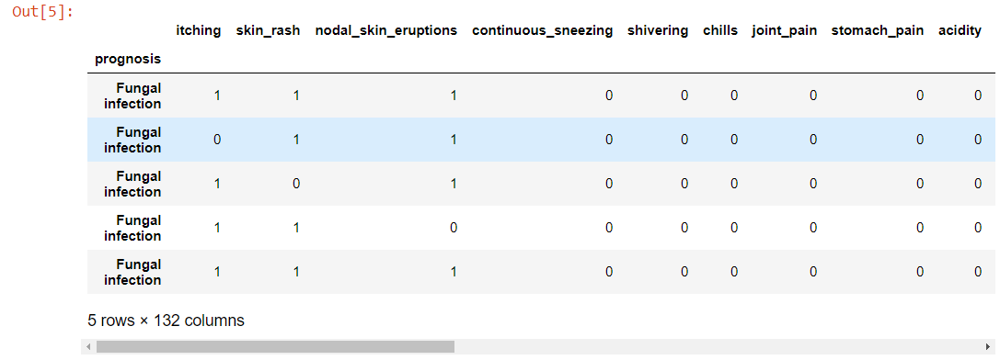 Out[5]:
itching skin_rash nodal_skin_eruptions continuous_sneezing shivering chills joint_pain stomach_pain acidity
prognosis
Fungal infection 1 1 1 0 0 0 0 0 0
Fungal infection 0 1 1 0 0 0 0 0 0
Fungal infection 1 0 1 0 0 0 0 0 0
Fungal infection 1 1 0 0 0 0 0 0 0
Fungal infection 1 1 1 0 0 0 0 0 0
5 rows × 132 columns